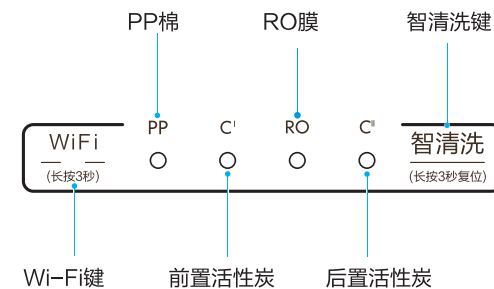 PP棉 RO膜 智清洗键
WiFi PP Cᴵ RO Cᴵᴵ 智清洗
(长按3秒) (长按3秒复位)
Wi-Fi键 前置活性炭 后置活性炭